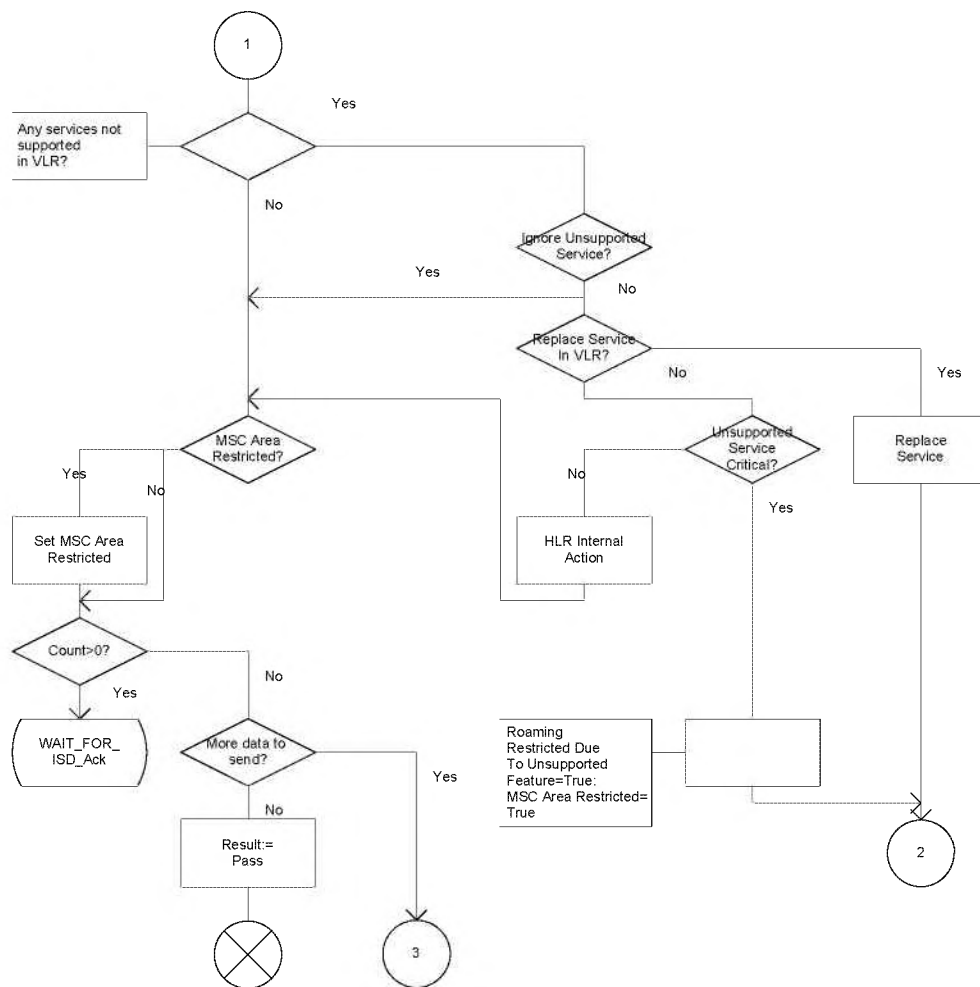 1
Yes
Any services not
supported
in VLR?
No
Ignore Unsupported
Service?
Yes
No
Replace Service
In VLR?
No
Yes
MSC Area
Restricted?
Unsupported
Service
Critical?
Replace
Service
Yes
No
No
Yes
Set MSC Area
Restricted
HLR Internal
Action
Count>0?
No
Yes
WAIT_FOR_
ISD_Ack
More data to
send?
Yes
No
Roaming
Restricted Due
To Unsupported
Feature=True:
MSC Area Restricted=
True
Result:=
Pass
2
3